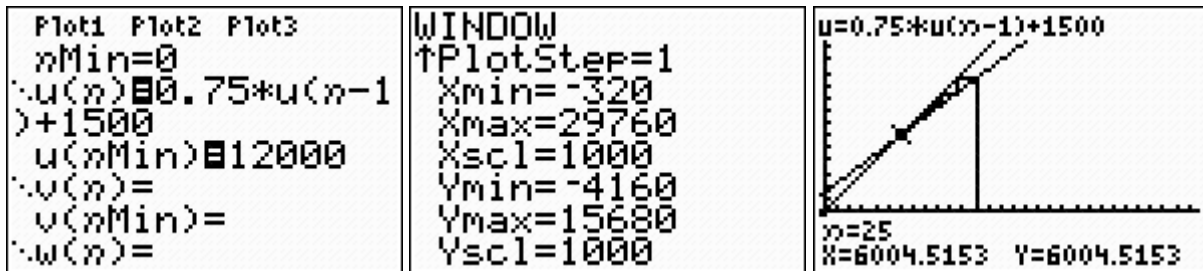 Plot1 Plot2 Plot3
nMin=0
⋱u(n)=0.75*u(n-1
)+1500
u(nMin)=12000
⋱v(n)=
v(nMin)=
⋱w(n)=
WINDOW
↑PlotStep=1
Xmin=-320
Xmax=29760
Xscl=1000
Ymin=-4160
Ymax=15680
Yscl=1000
u=0.75*u(n-1)+1500
n=25
X=6004.5153 Y=6004.5153